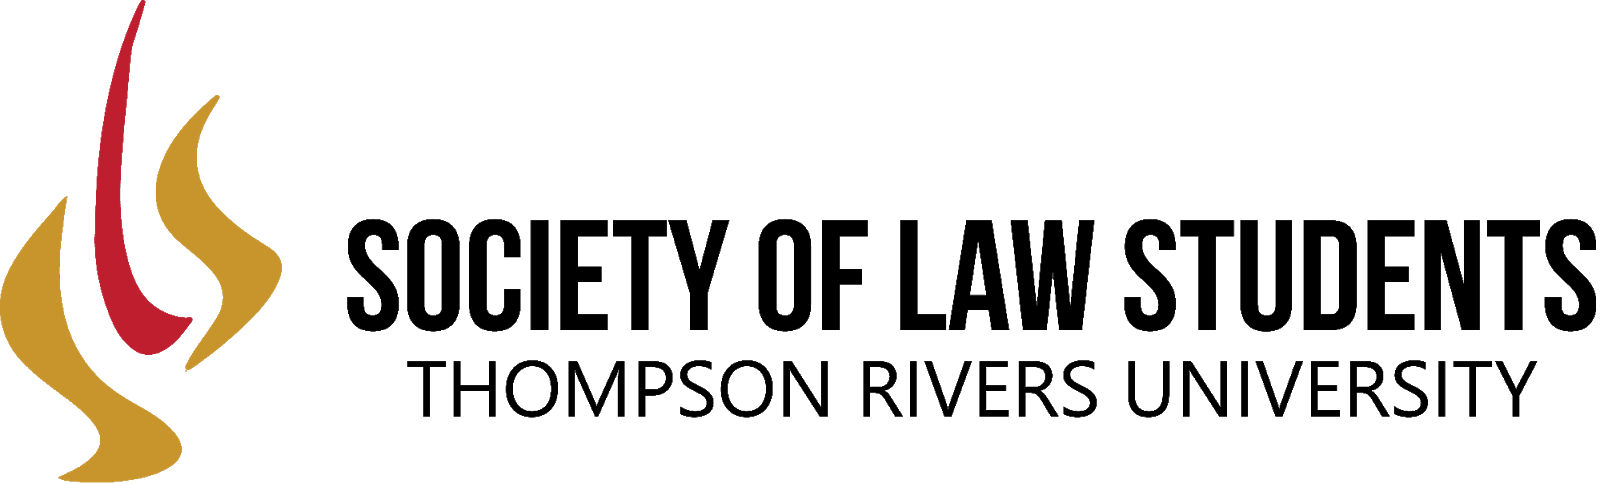 SOCIETY OF LAW STUDENTS
THOMPSON RIVERS UNIVERSITY